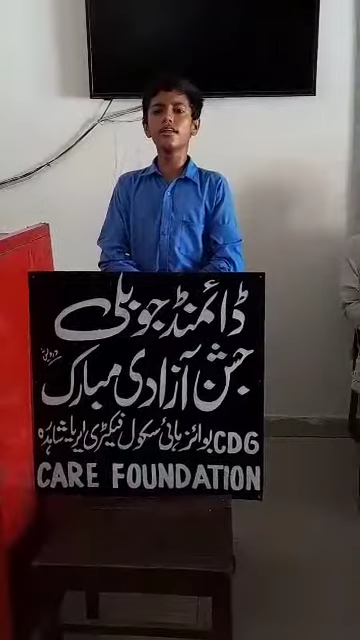 ڈائمنڈ جوبلی
جشن آزادی مبارک
CDG بوائز ہائی سکول فیکٹری ایریا شاہدرہ
CARE FOUNDATION